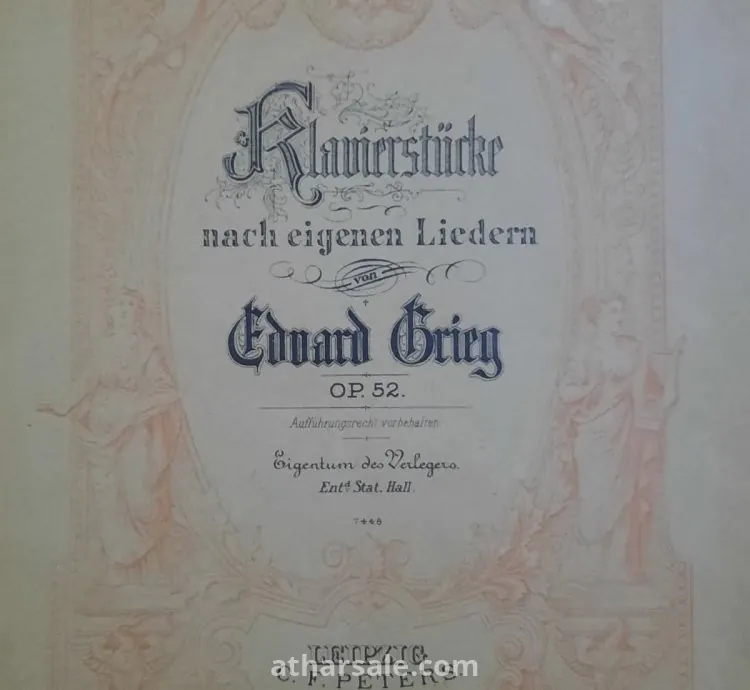 Klavierstücke
nach eigenen Liedern
von
Edvard Grieg
OP. 52.
Aufführungsrecht vorbehalten
Eigentum des Verlegers.
Entd. Stat. Hall.
LEIPZIG
C. F. PETERS.
atharsale.com